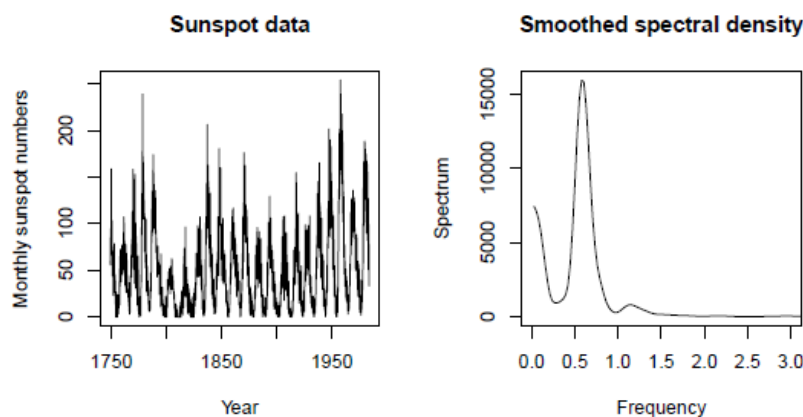 Sunspot data
Monthly sunspot numbers
0
50
100
200
1750
1850
1950
Year
Smoothed spectral density
Spectrum
0
5000
10000
15000
0.0 0.5 1.0 1.5 2.0 2.5 3.0
Frequency